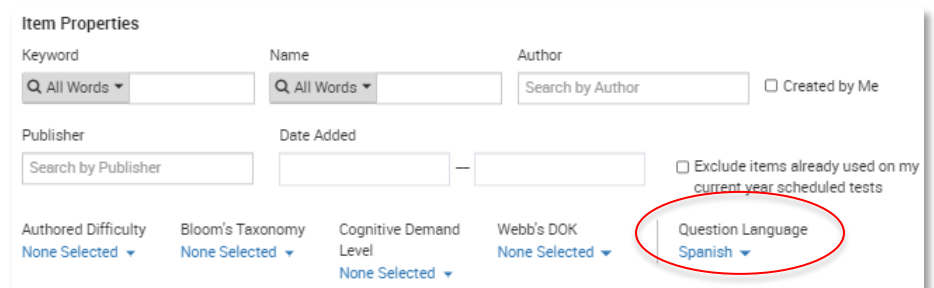 Item Properties
Keyword Name Author
All Words All Words Search by Author Created by Me
Publisher Date Added
Search by Publisher — Exclude items already used on my
current year scheduled tests
Authored Difficulty Bloom's Taxonomy Cognitive Demand Webb's DOK Question Language
None Selected None Selected Level None Selected Spanish
None Selected